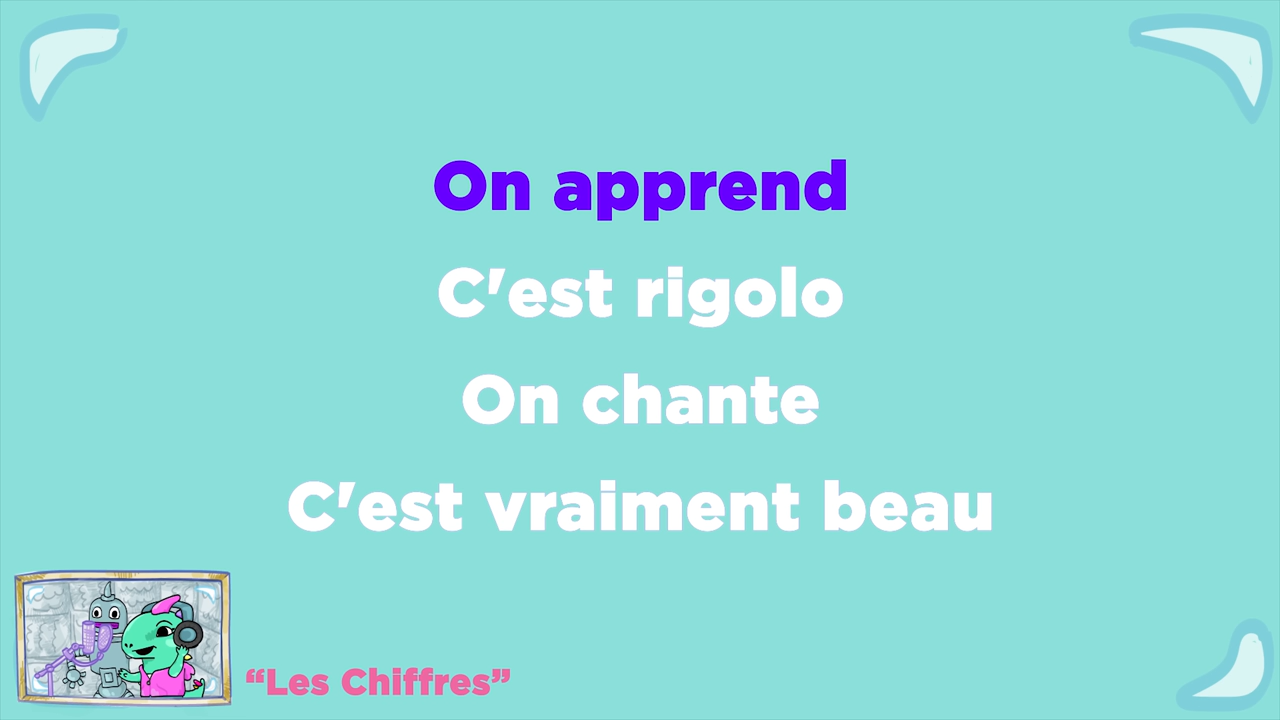 On apprend
C'est rigolo
On chante
C'est vraiment beau
“Les Chiffres”